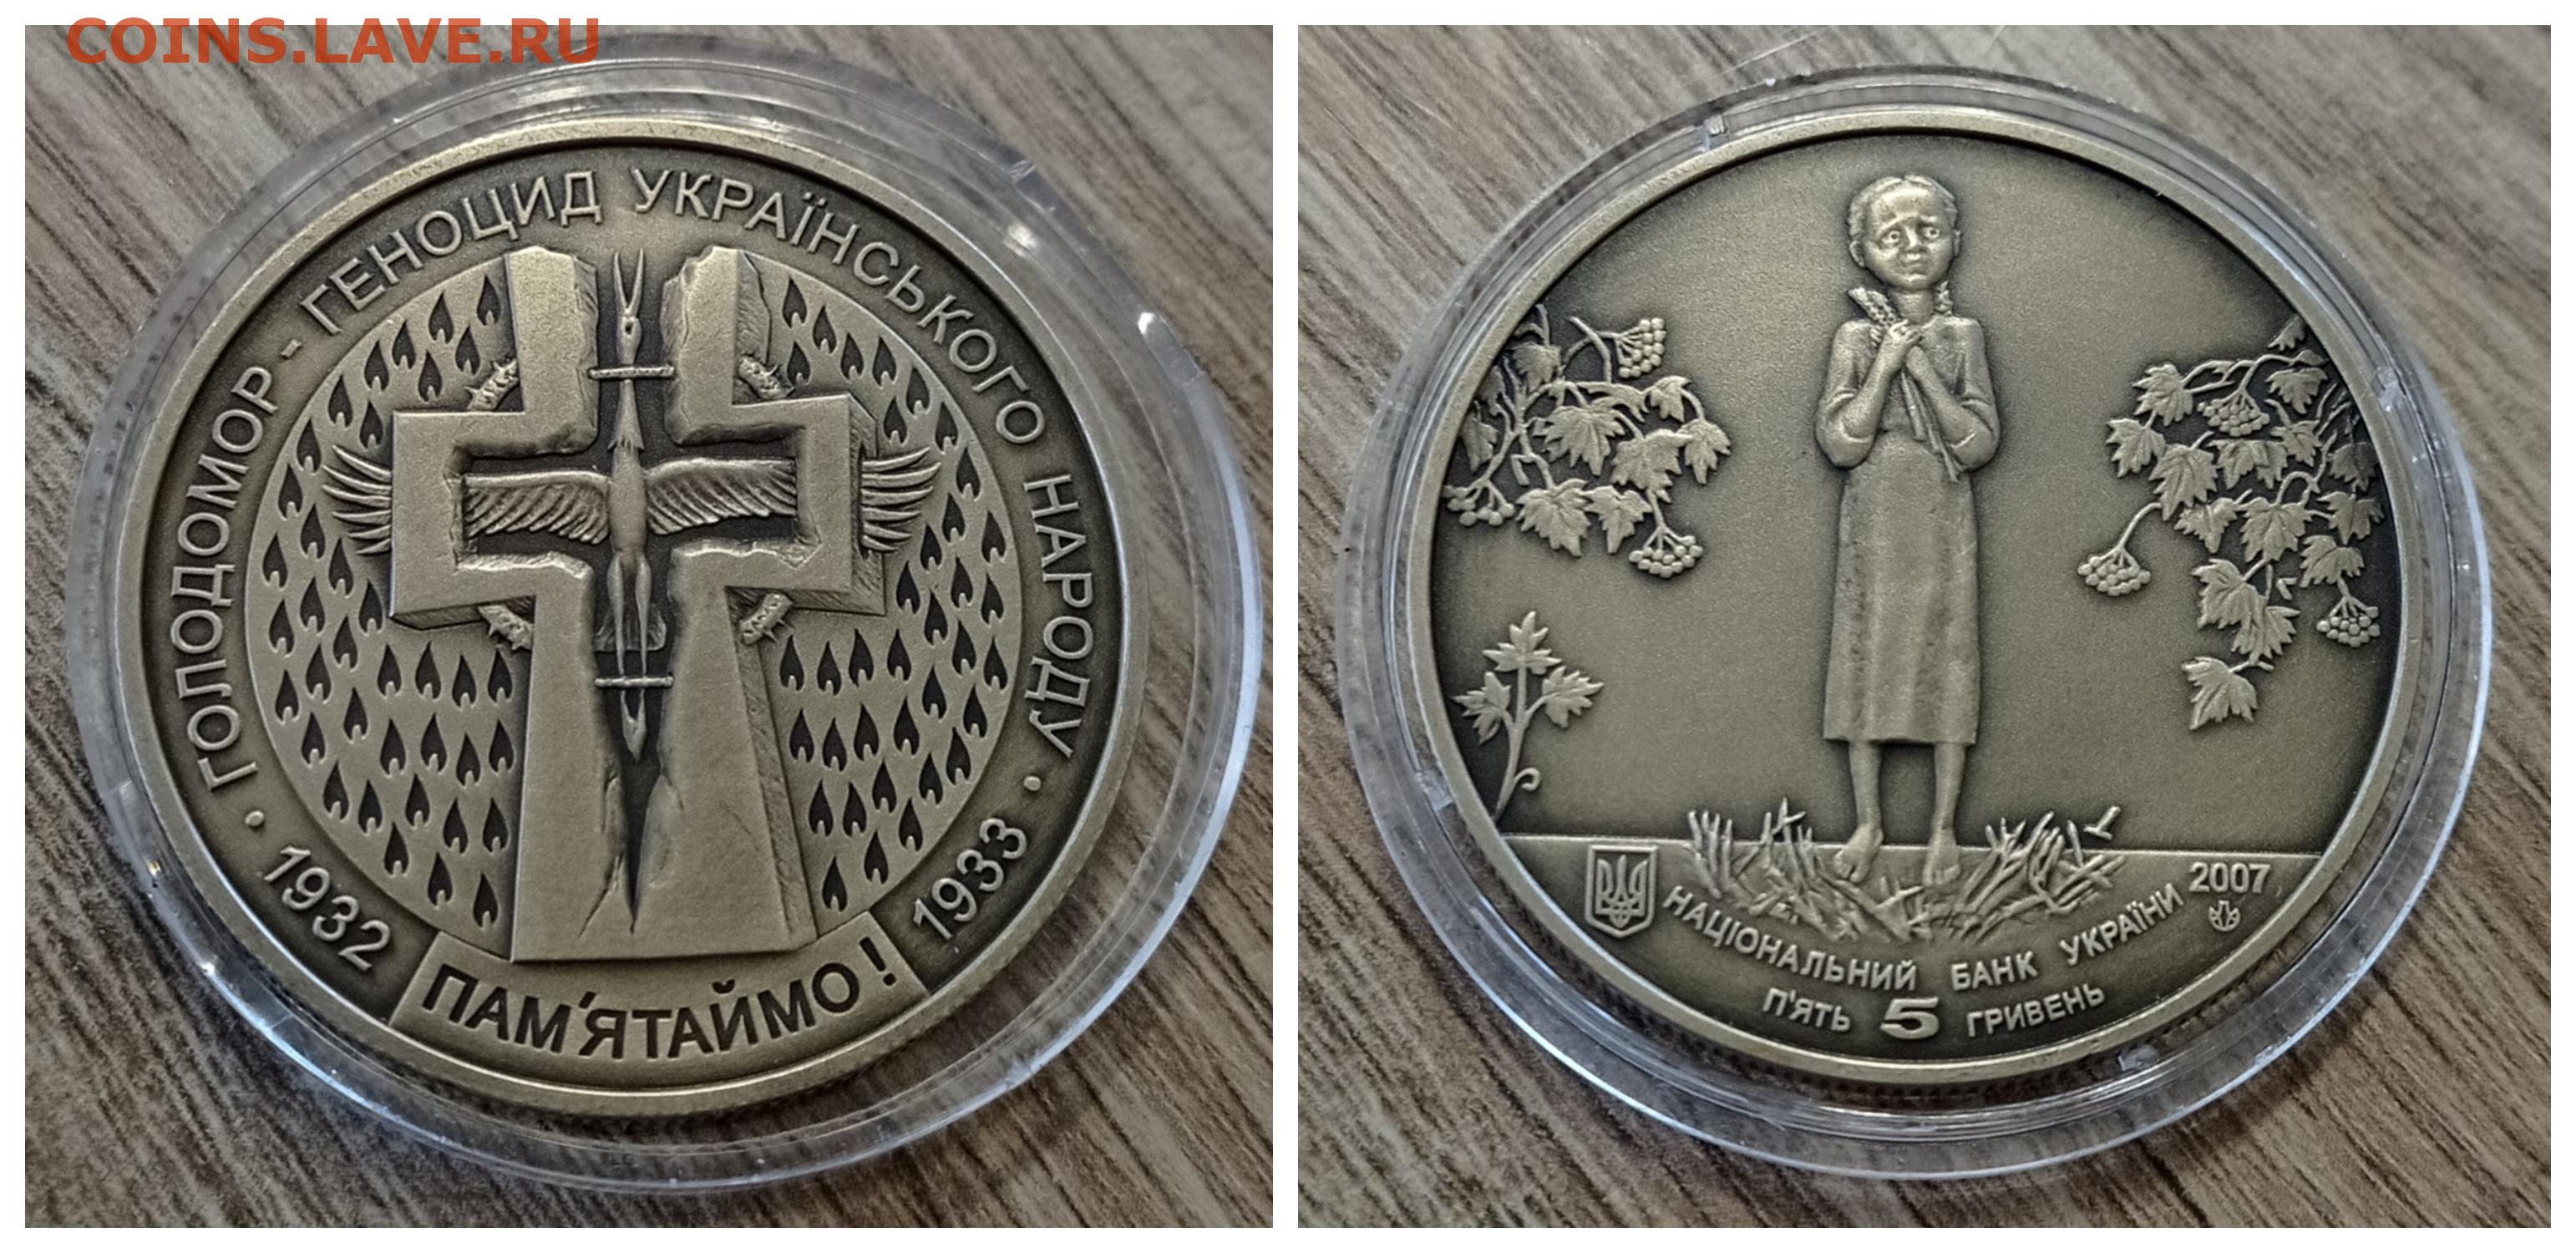 COINS.LAVE.RU
ГОЛОДОМОР - ГЕНОЦИД УКРАЇНСЬКОГО НАРОДУ
1932
1933
ПАМ'ЯТАЙМО!
2007
НАЦІОНАЛЬНИЙ БАНК УКРАЇНИ
П'ЯТЬ 5 ГРИВЕНЬ